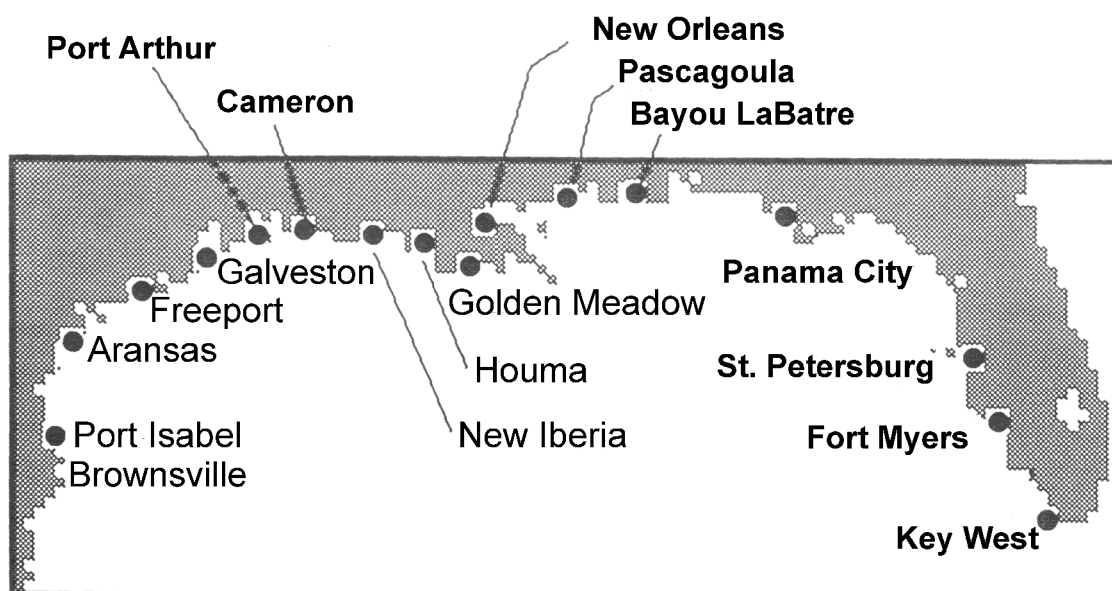 New Orleans
Port Arthur
Pascagoula
Cameron
Bayou LaBatre
Galveston
Panama City
Freeport
Golden Meadow
Aransas
St. Petersburg
Houma
Port Isabel
New Iberia
Fort Myers
Brownsville
Key West